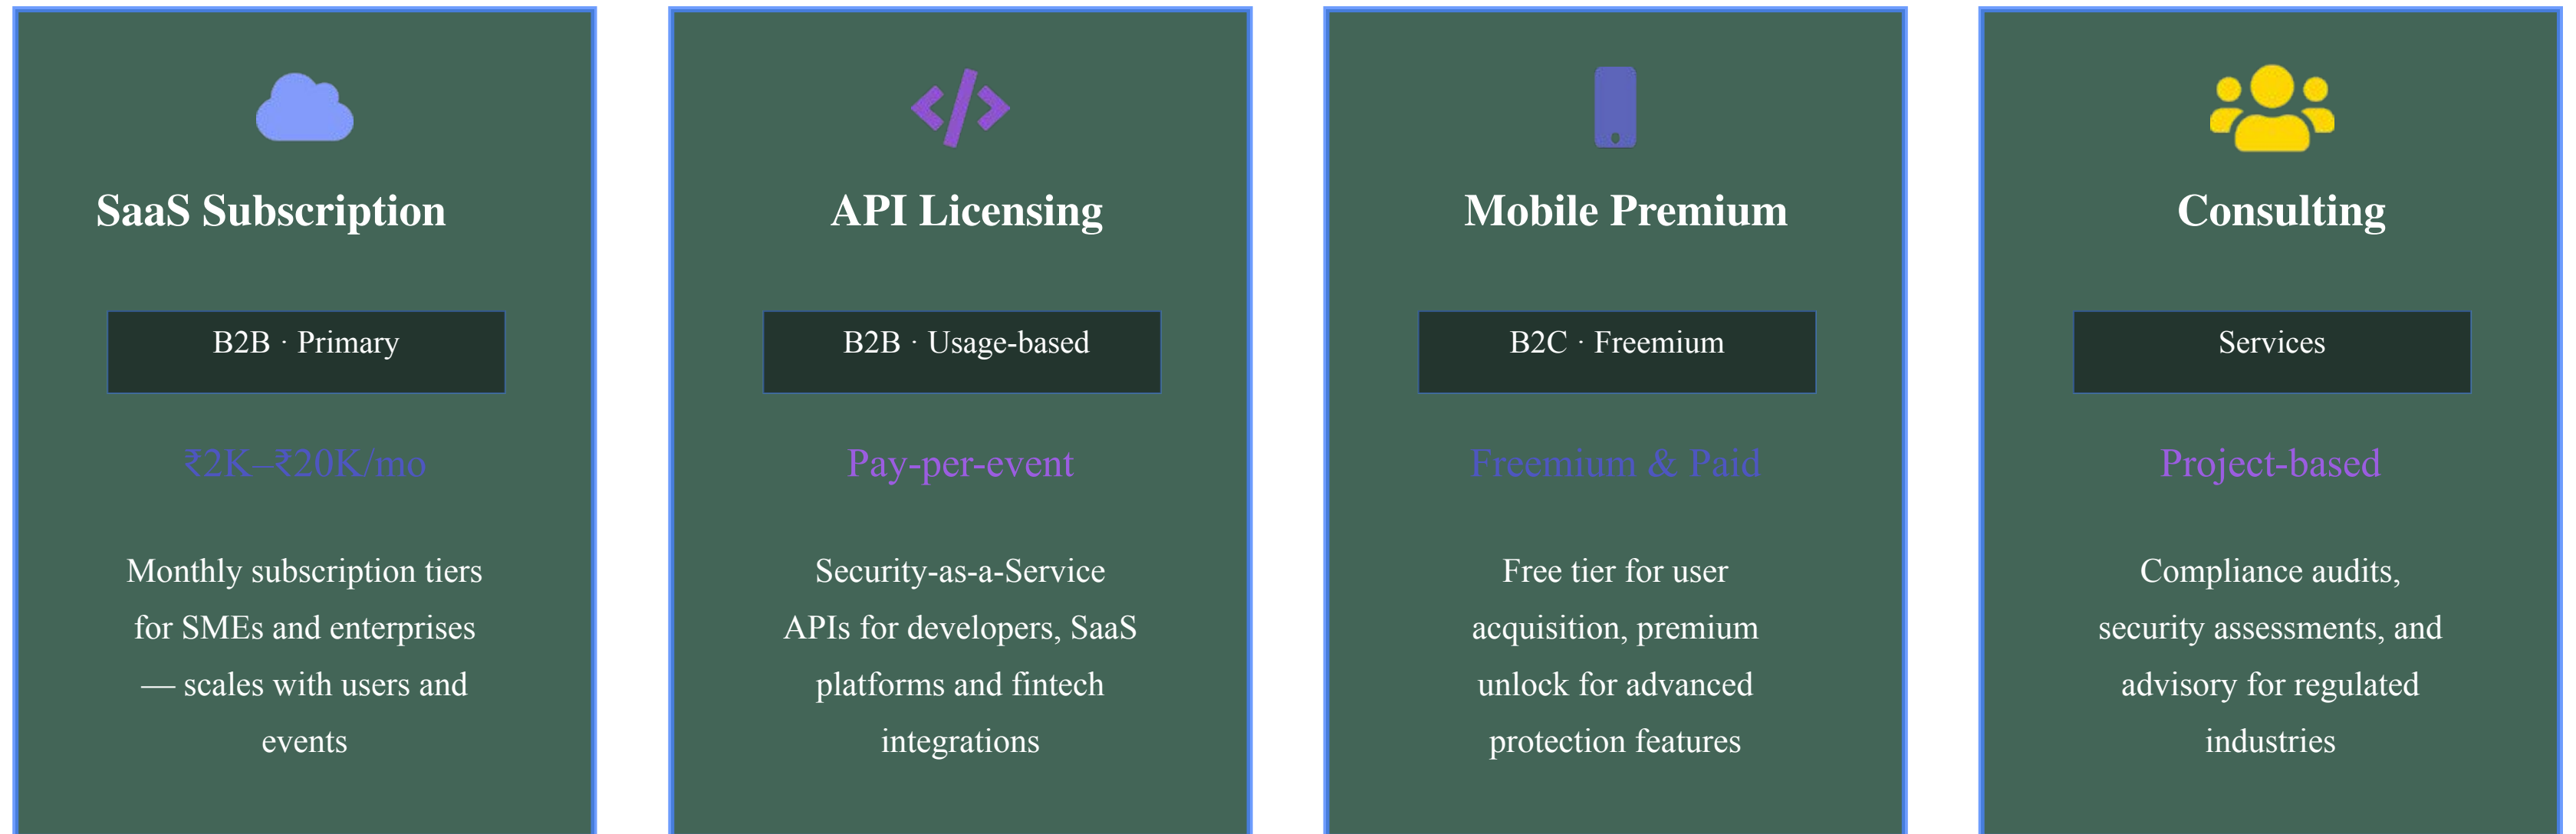 SaaS Subscription
B2B · Primary
₹2K–₹20K/mo
Monthly subscription tiers
for SMEs and enterprises
— scales with users and
events
API Licensing
B2B · Usage-based
Pay-per-event
Security-as-a-Service
APIs for developers, SaaS
platforms and fintech
integrations
Mobile Premium
B2C · Freemium
Freemium & Paid
Free tier for user
acquisition, premium
unlock for advanced
protection features
Consulting
Services
Project-based
Compliance audits,
security assessments, and
advisory for regulated
industries